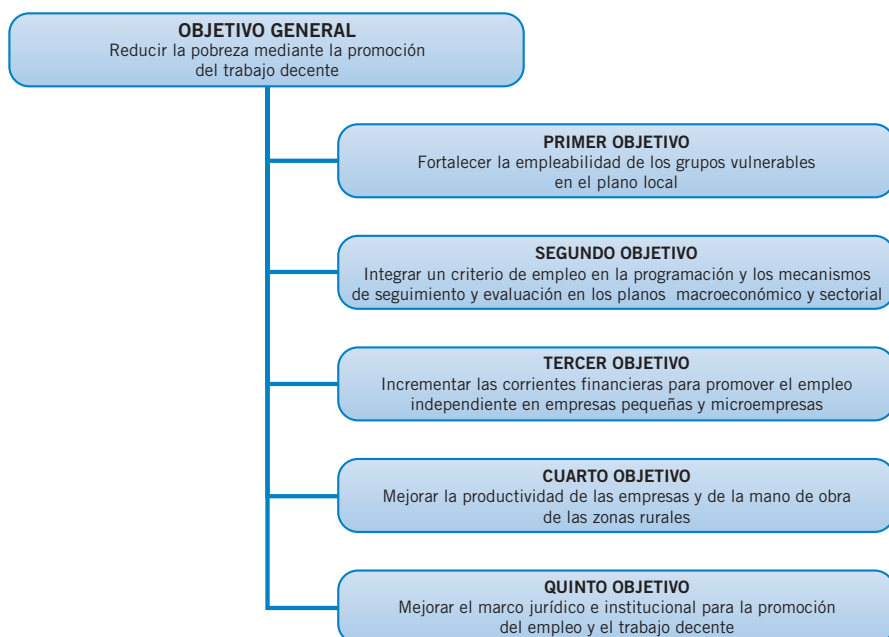 OBJETIVO GENERAL
Reducir la pobreza mediante la promoción
del trabajo decente
PRIMER OBJETIVO
Fortalecer la empleabilidad de los grupos vulnerables
en el plano local
SEGUNDO OBJETIVO
Integrar un criterio de empleo en la programación y los mecanismos
de seguimiento y evaluación en los planos macroeconómico y sectorial
TERCER OBJETIVO
Incrementar las corrientes financieras para promover el empleo
independiente en empresas pequeñas y microempresas
CUARTO OBJETIVO
Mejorar la productividad de las empresas y de la mano de obra
de las zonas rurales
QUINTO OBJETIVO
Mejorar el marco jurídico e institucional para la promoción
del empleo y el trabajo decente